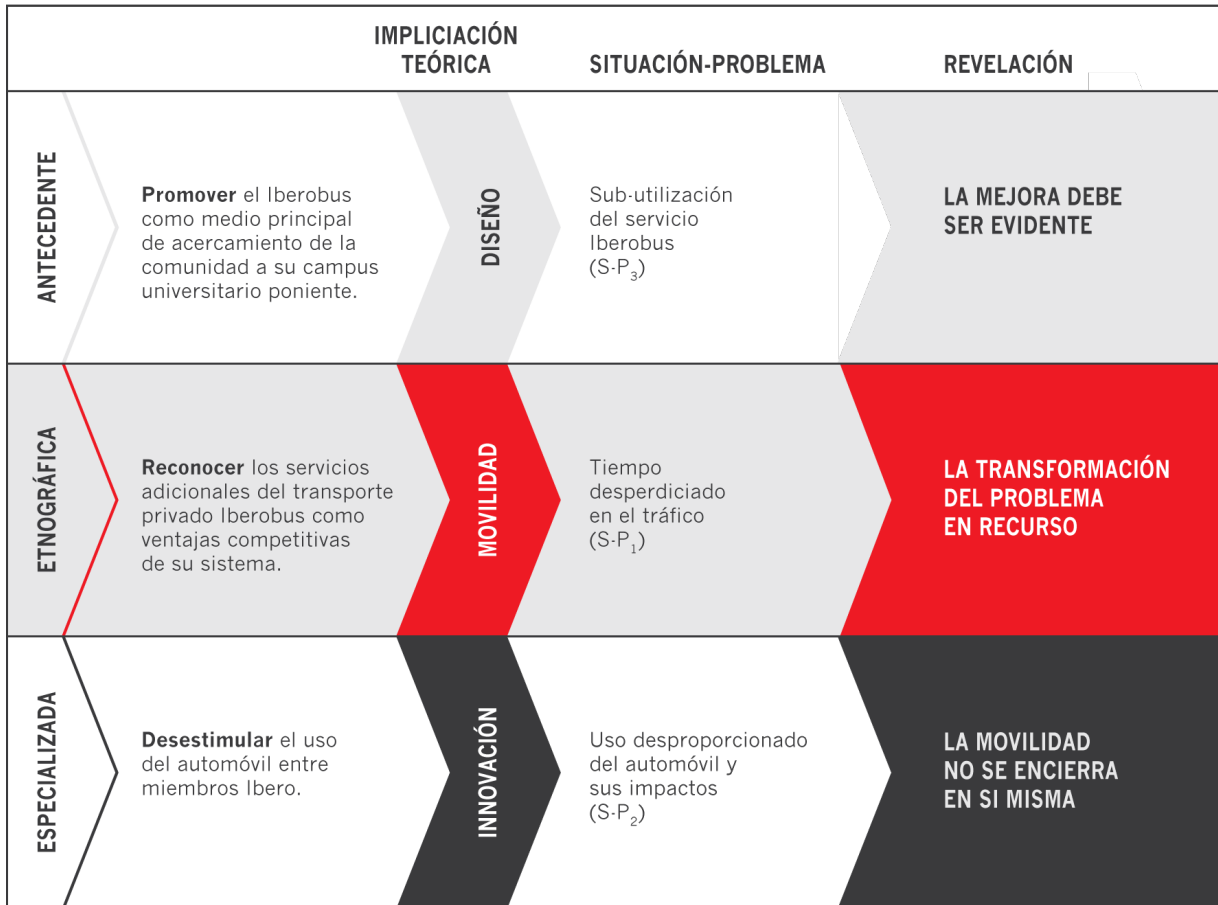 IMPLICIACIÓN
TEÓRICA
SITUACIÓN-PROBLEMA
REVELACIÓN
ANTECEDENTE
Promover el Iberobus
como medio principal
de acercamiento de la
comunidad a su campus
universitario poniente.
DISEÑO
Sub-utilización
del servicio
Iberobus
(S-P₃)
LA MEJORA DEBE
SER EVIDENTE
ETNOGRÁFICA
Reconocer los servicios
adicionales del transporte
privado Iberobus como
ventajas competitivas
de su sistema.
MOVILIDAD
Tiempo
desperdiciado
en el tráfico
(S-P₁)
LA TRANSFORMACIÓN
DEL PROBLEMA
EN RECURSO
ESPECIALIZADA
Desestimular el uso
del automóvil entre
miembros Ibero.
INNOVACIÓN
Uso desproporcionado
del automóvil y
sus impactos
(S-P₂)
LA MOVILIDAD
NO SE ENCIERRA
EN SI MISMA